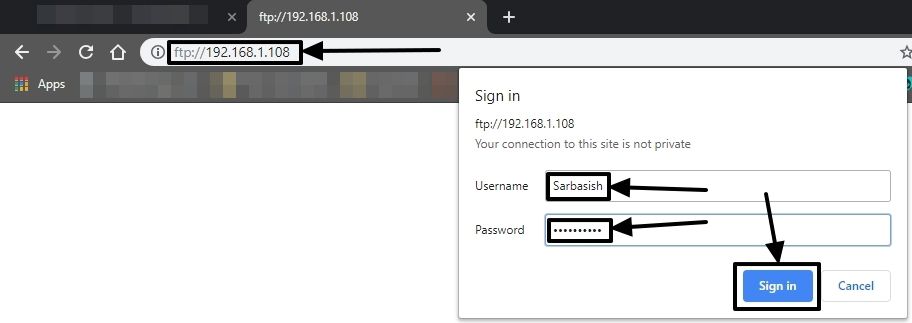 ftp://192.168.1.108
ftp://192.168.1.108
Apps
Sign in
ftp://192.168.1.108
Your connection to this site is not private
Username Sarbasish
Password ••••••••••
Sign in Cancel